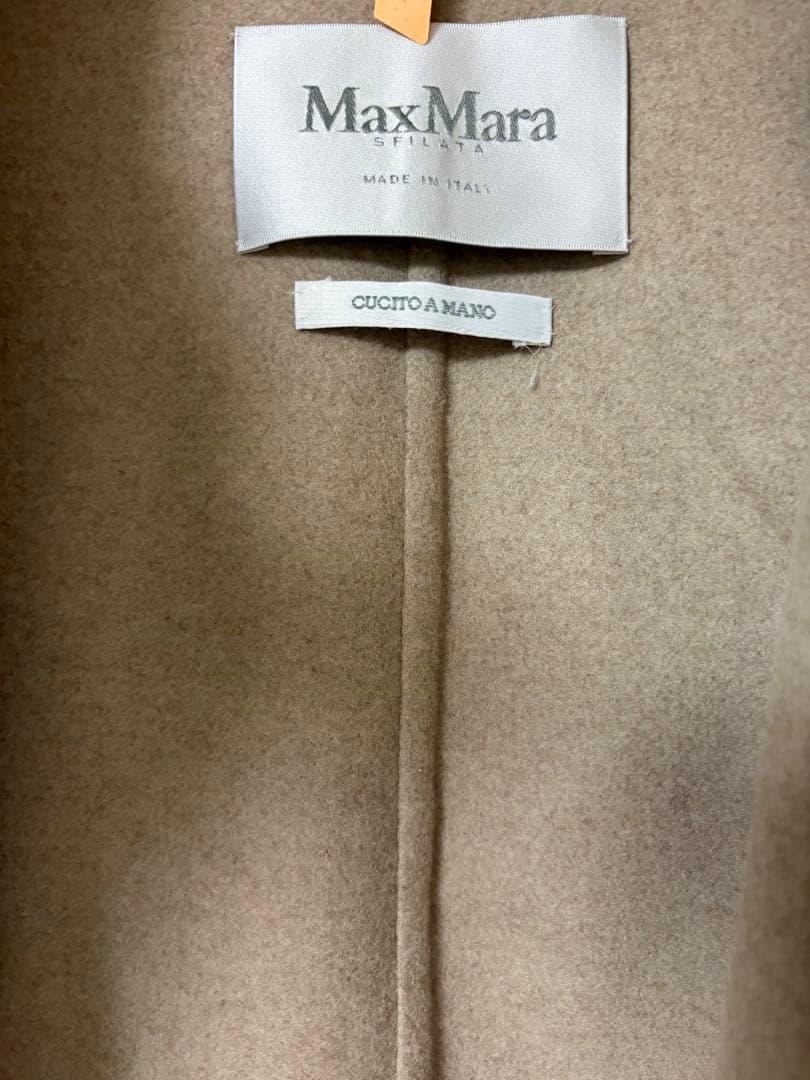 MaxMara
SFILATA
MADE IN ITALY
CUCITO A MANO